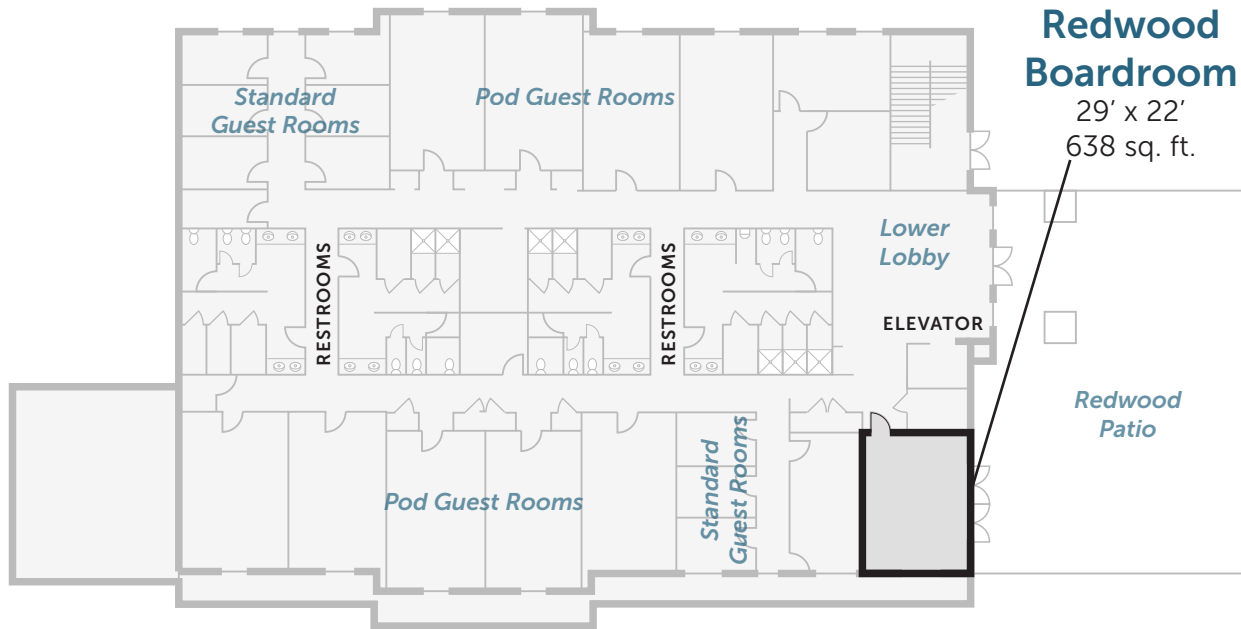 Redwood
Boardroom
29’ x 22’
638 sq. ft.
Standard
Guest Rooms
Pod Guest Rooms
Lower
Lobby
RESTROOMS
RESTROOMS
ELEVATOR
Redwood
Patio
Pod Guest Rooms
Standard
Guest Rooms